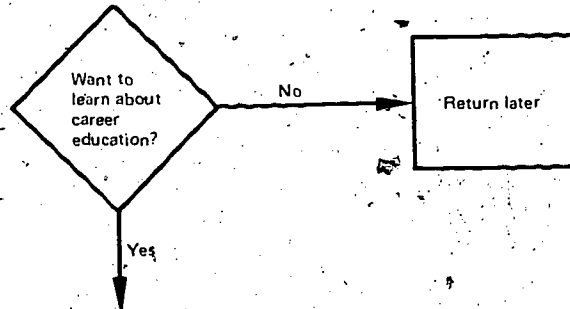 Want to
learn about
career
education?
No
Return later
Yes